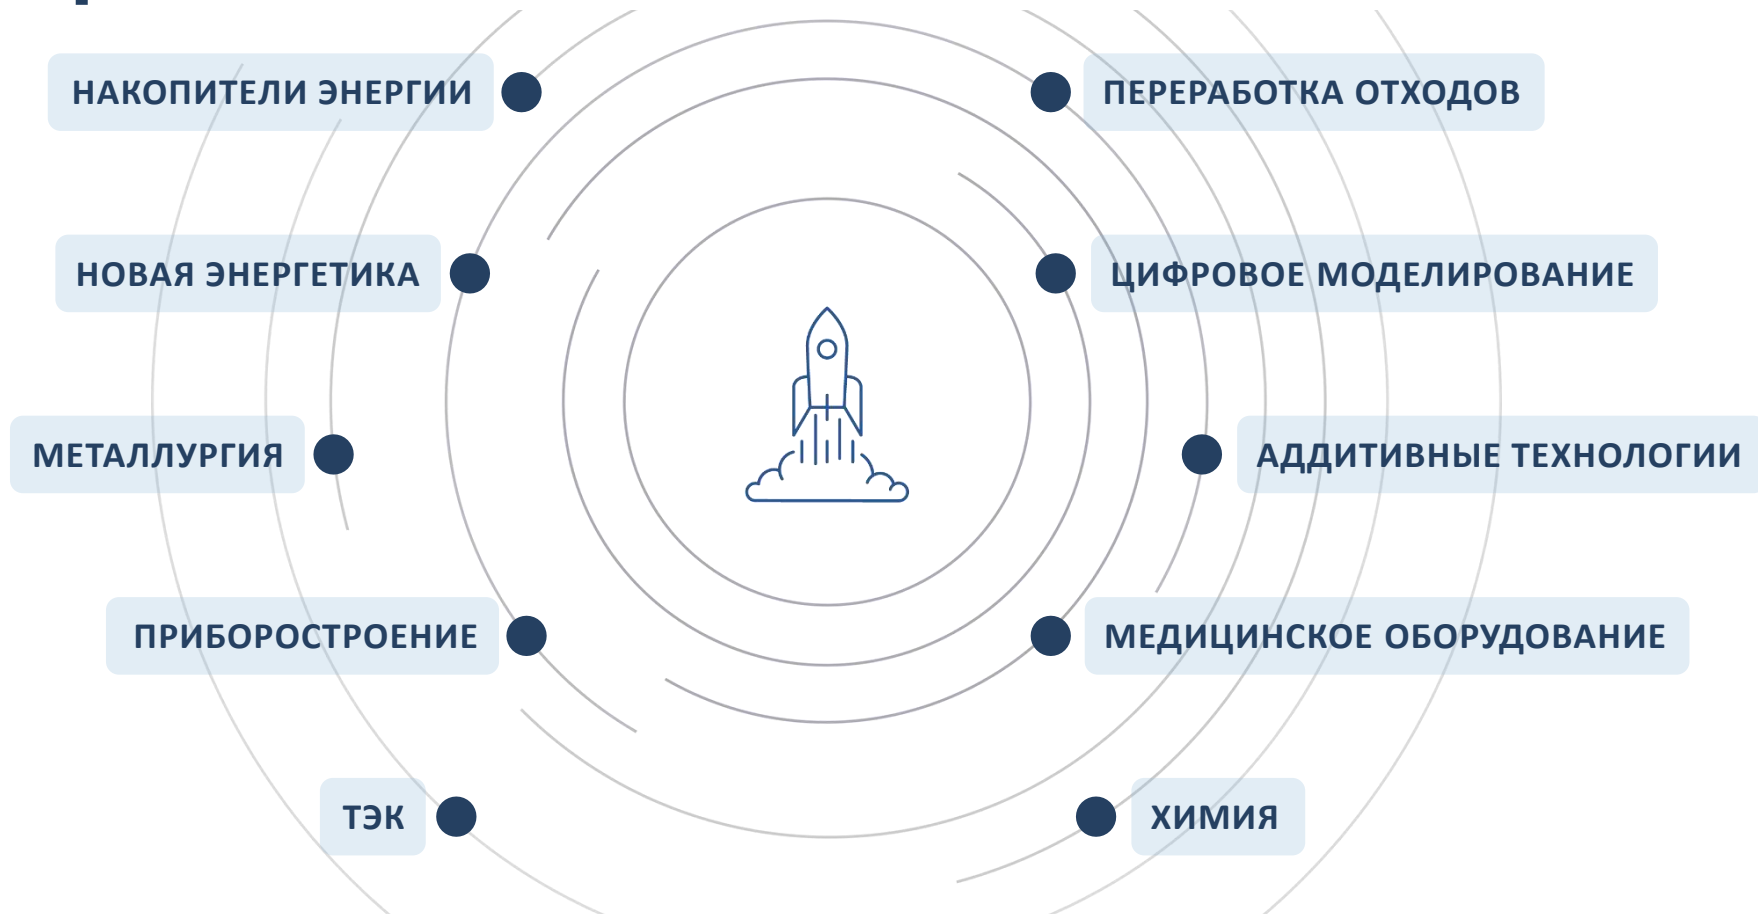 НАКОПИТЕЛИ ЭНЕРГИИ
ПЕРЕРАБОТКА ОТХОДОВ
НОВАЯ ЭНЕРГЕТИКА
ЦИФРОВОЕ МОДЕЛИРОВАНИЕ
МЕТАЛЛУРГИЯ
АДДИТИВНЫЕ ТЕХНОЛОГИИ
ПРИБОРОСТРОЕНИЕ
МЕДИЦИНСКОЕ ОБОРУДОВАНИЕ
ТЭК
ХИМИЯ